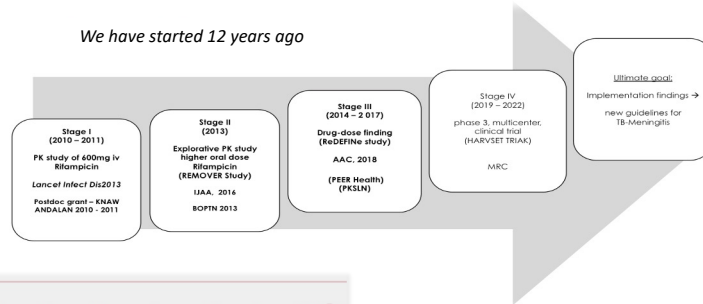 We have started 12 years ago
Stage I
(2010 – 2011)
PK study of 600mg iv
Rifampicin
Lancet Infect Dis2013
Postdoc grant – KNAW
ANDALAN 2010 - 2011
Stage II
(2013)
Explorative PK study
higher oral dose
Rifampicin
(REMOVER Study)
IJAA, 2016
BOPTN 2013
Stage III
(2014 – 2 017)
Drug-dose finding
(ReDEFINe study)
AAC, 2018
(PEER Health)
(PKSLN)
Stage IV
(2019 – 2022)
phase 3, multicenter,
clinical trial
(HARVSET TRIAK)
MRC
Ultimate goal:
Implementation findings →
new guidelines for
TB-Meningitis